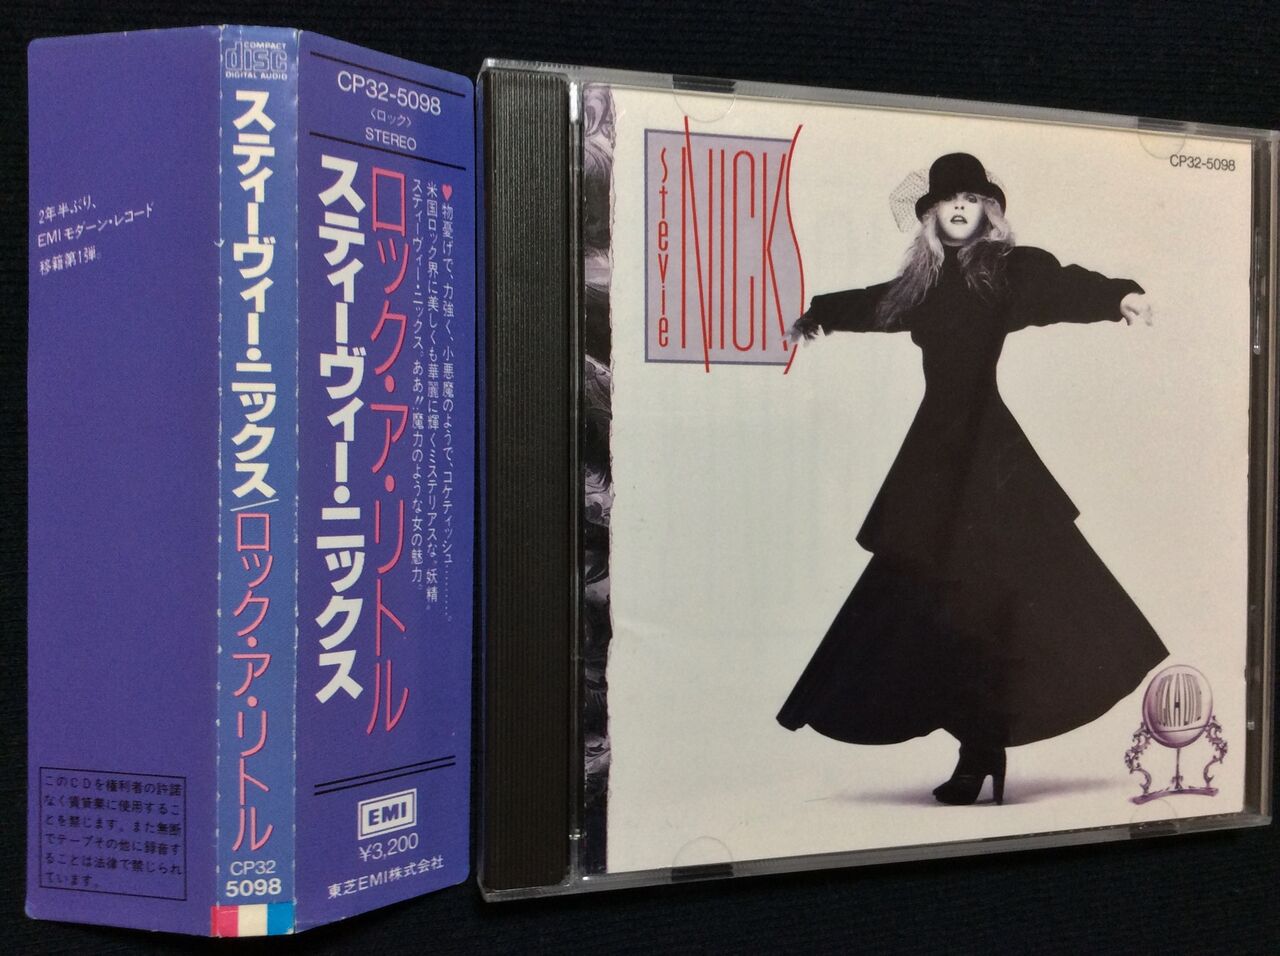 2年半ぶり、
EMIモダーン・レコード
移籍第1弾。
このCDを権利者の許諾
なく賃貸業に使用するこ
とを禁じます。また無断
でテープその他に録音す
ることは法律で禁じられ
ています。
COMPACT
disc
DIGITAL AUDIO
スティーヴィー・ニックス/ロック・ア・リトル
CP32
5098
CP32-5098
〈ロック〉
STEREO
♥物憂げで、力強く、小悪魔のようで、コケティッシュ………。
米国ロック界に美しくも華麗に輝くミステリアスな〝妖精〟
スティーヴィー・ニックス。ああ!!魔力のような女の魅力。
ロック・ア・リトル
スティーヴィー・ニックス
EMI
¥3,200
東芝EMI株式会社
stevie
NICKS
CP32-5098
ROCK A LITTLE